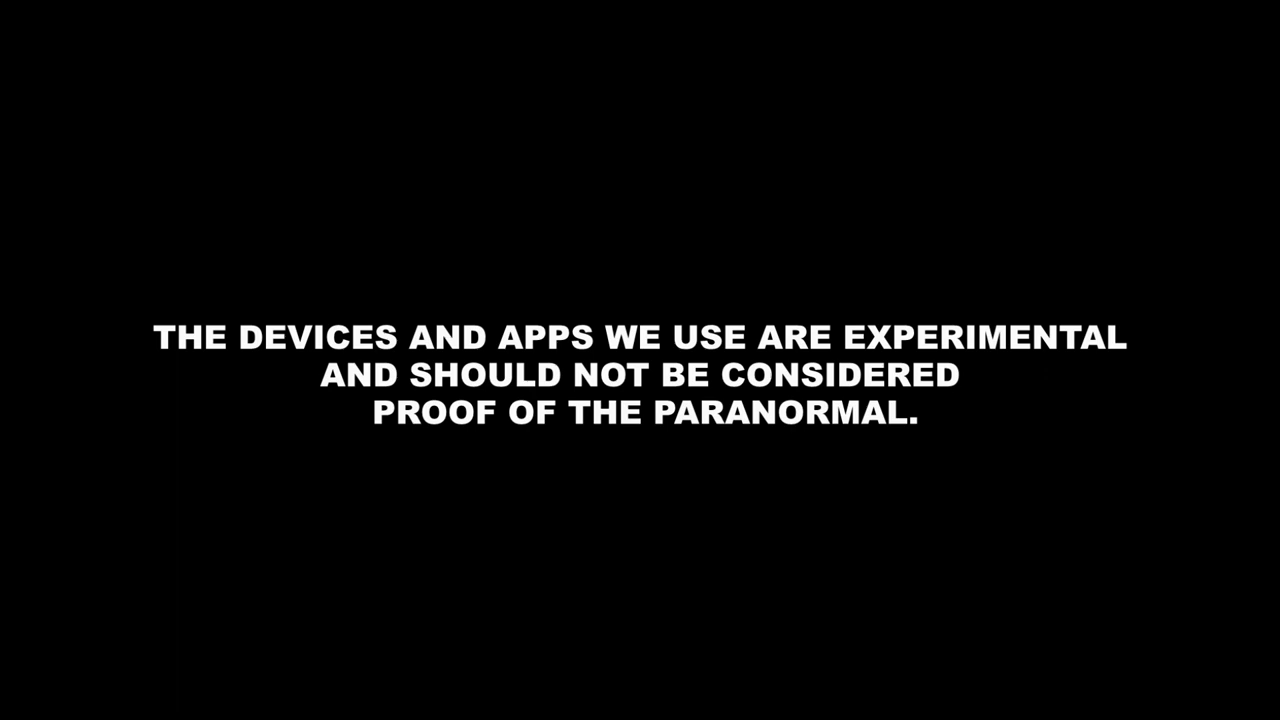 THE DEVICES AND APPS WE USE ARE EXPERIMENTAL
AND SHOULD NOT BE CONSIDERED
PROOF OF THE PARANORMAL.